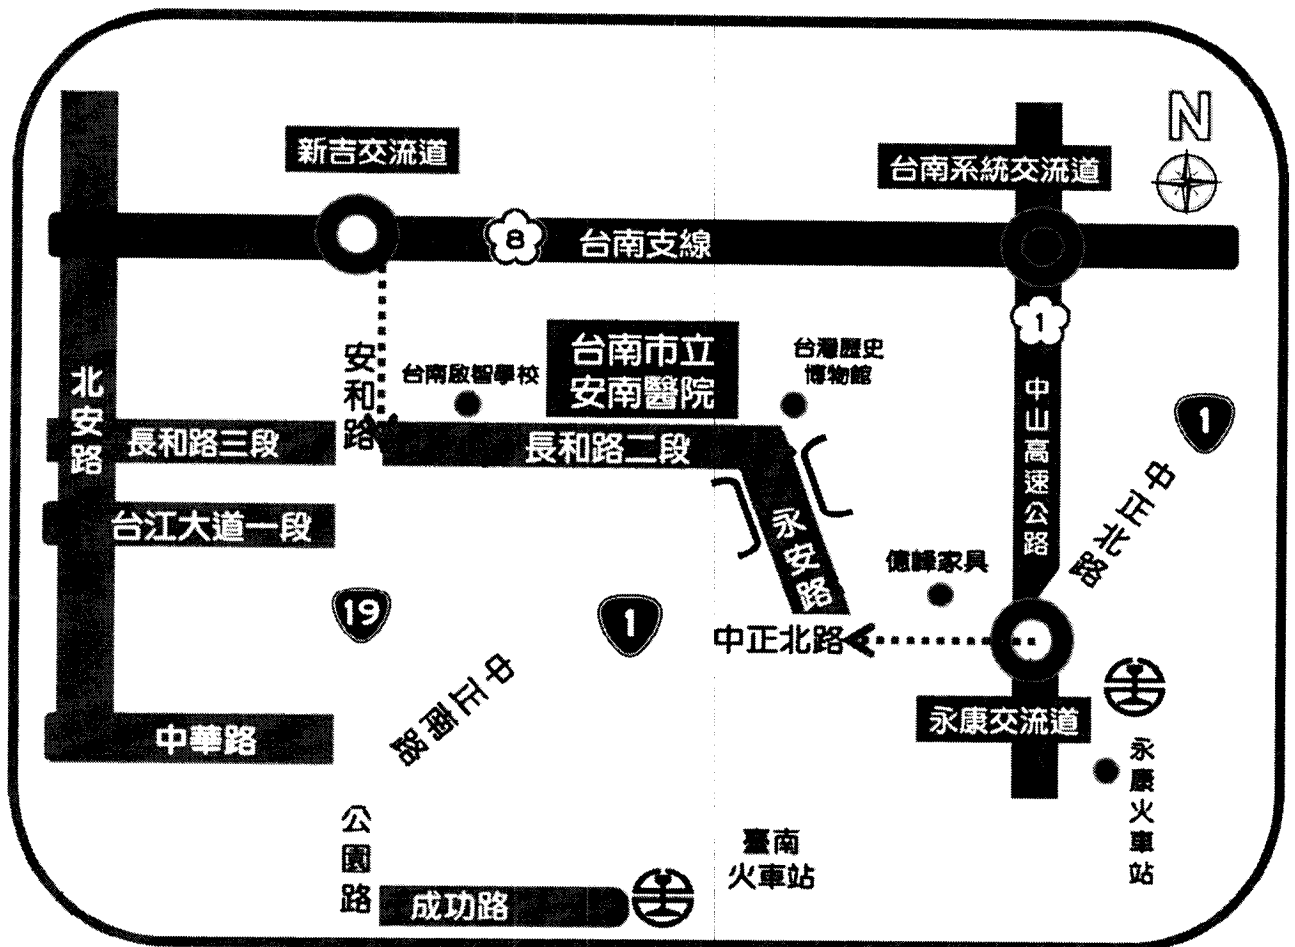 N
新吉交流道
台南系統交流道
8
台南支線
1
台南市立
安南醫院
台灣歷史
博物館
台南啟智學校
安和路
北安路
中山高速公路
1
中正北路
長和路三段
長和路二段
台江大道一段
永安路
億峰家具
19
1
中正北路
中正南路
永康交流道
中華路
永康火車站
公園路
臺南
火車站
成功路